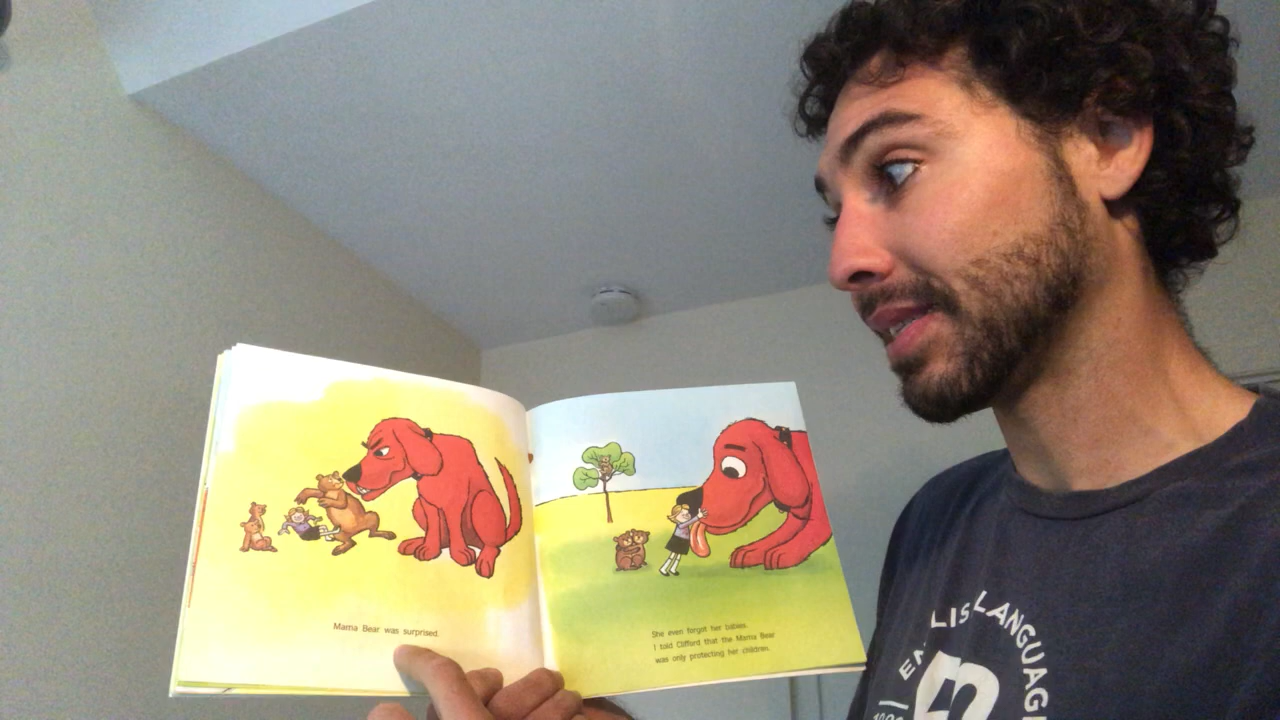 Mama Bear was surprised.
She even forgot her babies.
I told Clifford that the Mama Bear
was only protecting her children.
LANGUAG